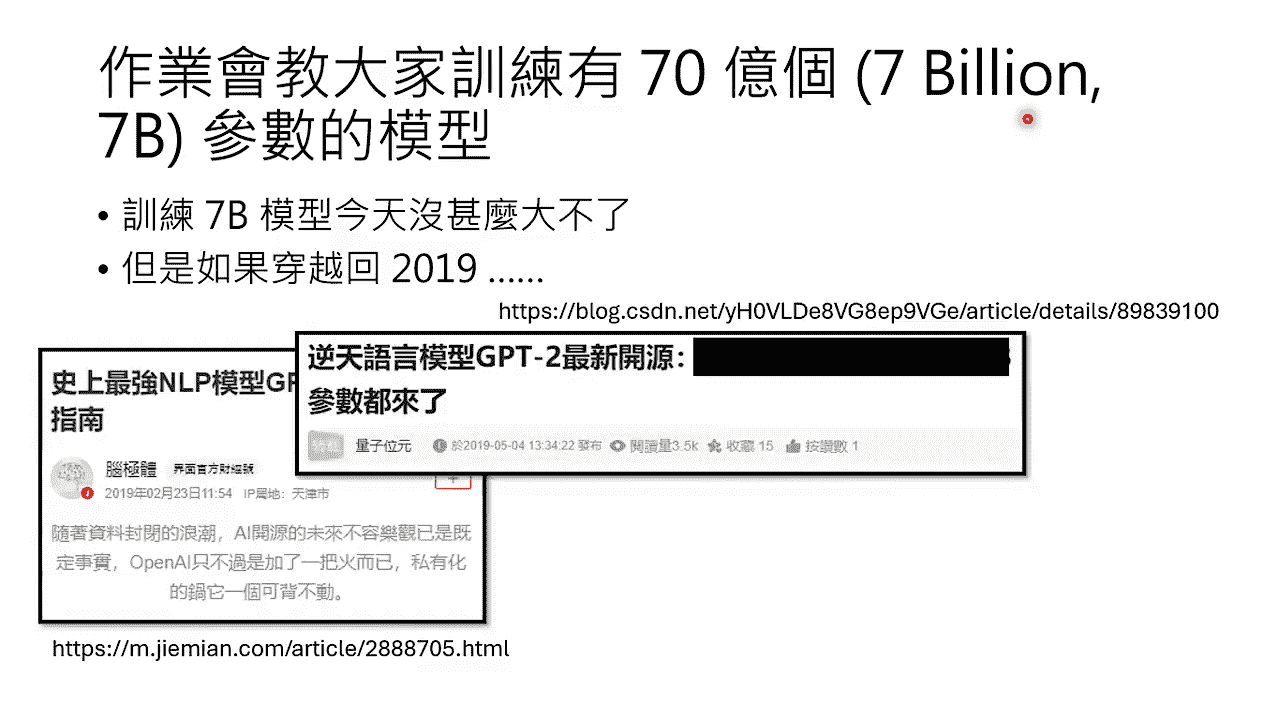 作業會教大家訓練有 70 億個 (7 Billion,
7B) 參數的模型
• 訓練 7B 模型今天沒甚麼大不了
• 但是如果穿越回 2019 ……
https://blog.csdn.net/yH0VLDe8VG8ep9VGe/article/details/89839100
逆天語言模型GPT-2最新開源：
參數都來了
量子位元 於2019-05-04 13:34:22 發布 閱讀量3.5k 收藏 15 按讚數 1
史上最強NLP模型GP
指南
腦極體 界面官方財經號
2019年02月23日11:54 IP屬地：天津市
隨著資料封閉的浪潮，AI開源的未來不容樂觀已是既
定事實，OpenAI只不過是加了一把火而已，私有化
的鍋它一個可背不動。
https://m.jiemian.com/article/2888705.html